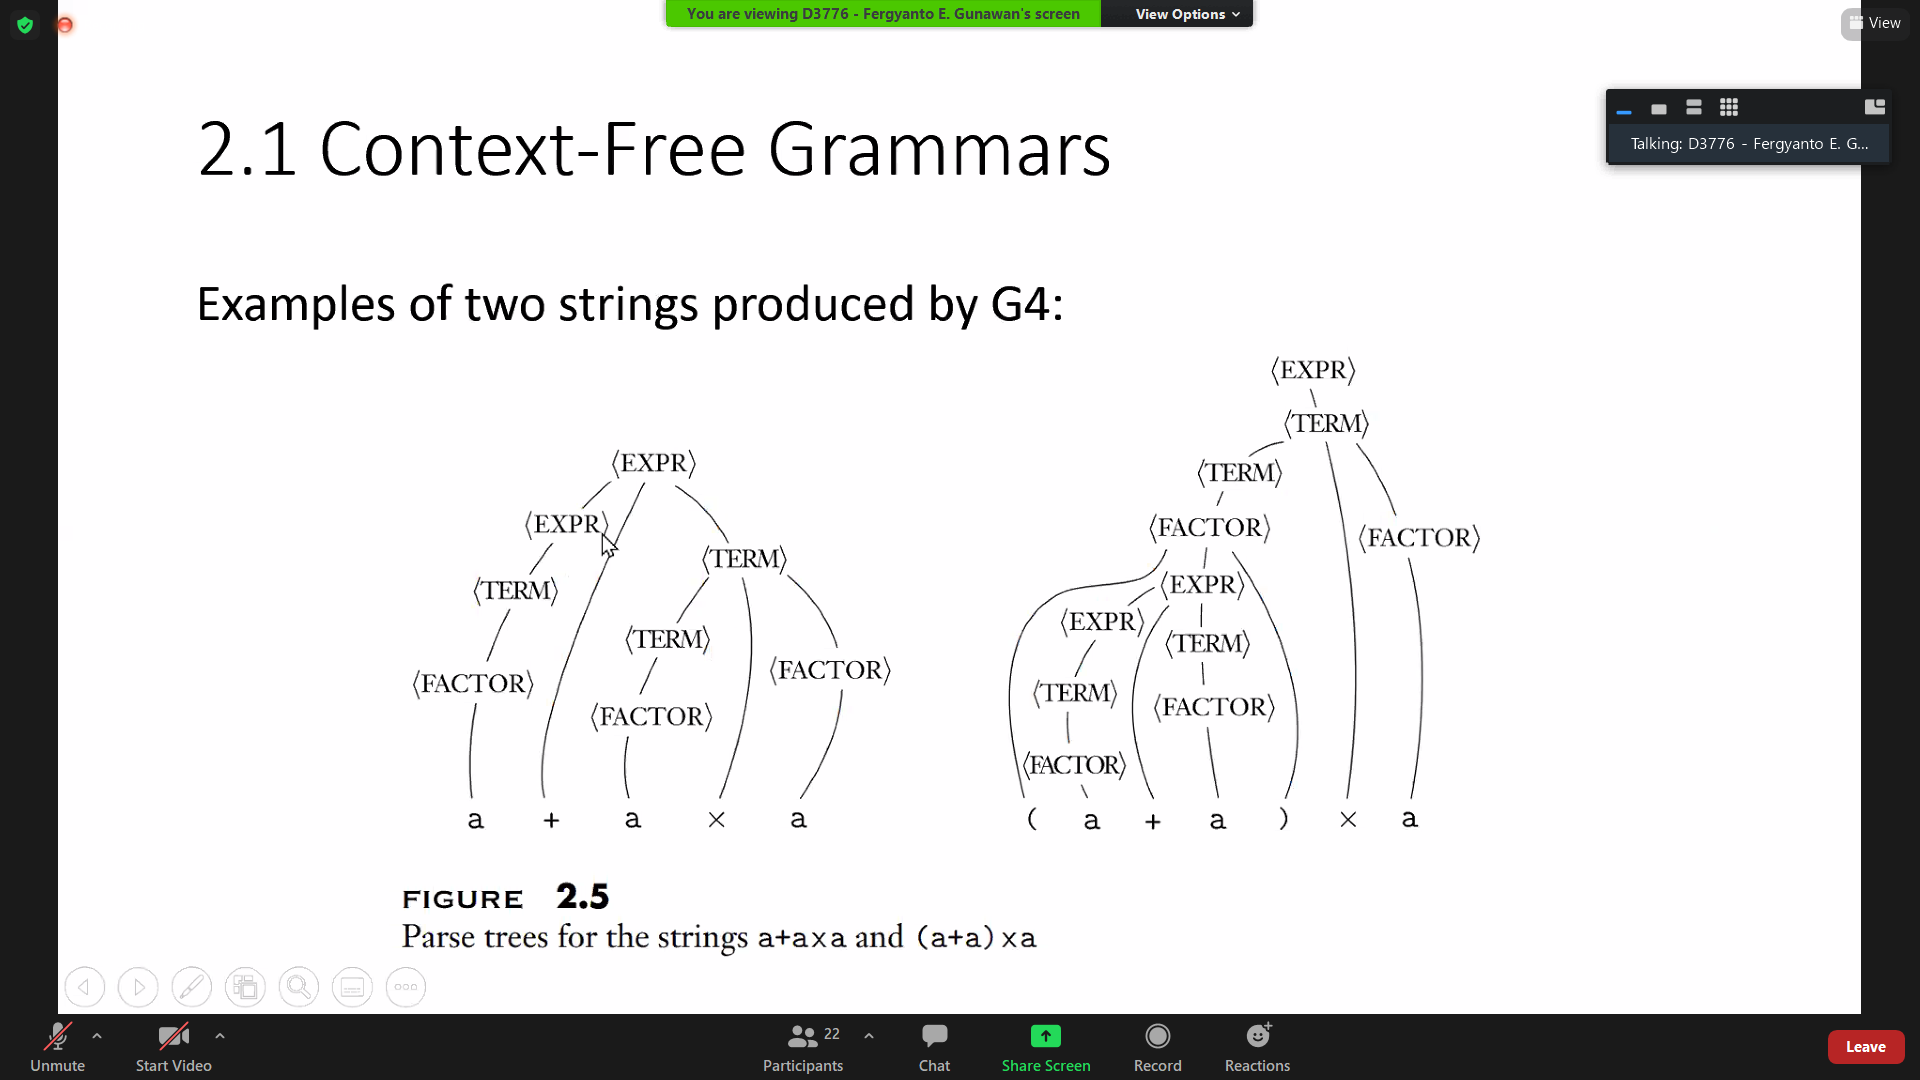 You are viewing D3776 - Fergyanto E. Gunawan's screen
View Options
View
Talking: D3776 - Fergyanto E. G...
2.1 Context-Free Grammars
Examples of two strings produced by G4:
⟨EXPR⟩
⟨EXPR⟩
⟨TERM⟩
⟨TERM⟩
⟨TERM⟩
⟨FACTOR⟩
⟨FACTOR⟩
⟨FACTOR⟩
a + a × a
⟨EXPR⟩
⟨TERM⟩
⟨TERM⟩
⟨FACTOR⟩
⟨FACTOR⟩
⟨EXPR⟩
⟨EXPR⟩
⟨TERM⟩
⟨TERM⟩
⟨FACTOR⟩
⟨FACTOR⟩
( a + a ) × a
FIGURE 2.5
Parse trees for the strings a+a×a and (a+a)×a
Unmute
Start Video
22
Participants
Chat
Share Screen
Record
Reactions
Leave